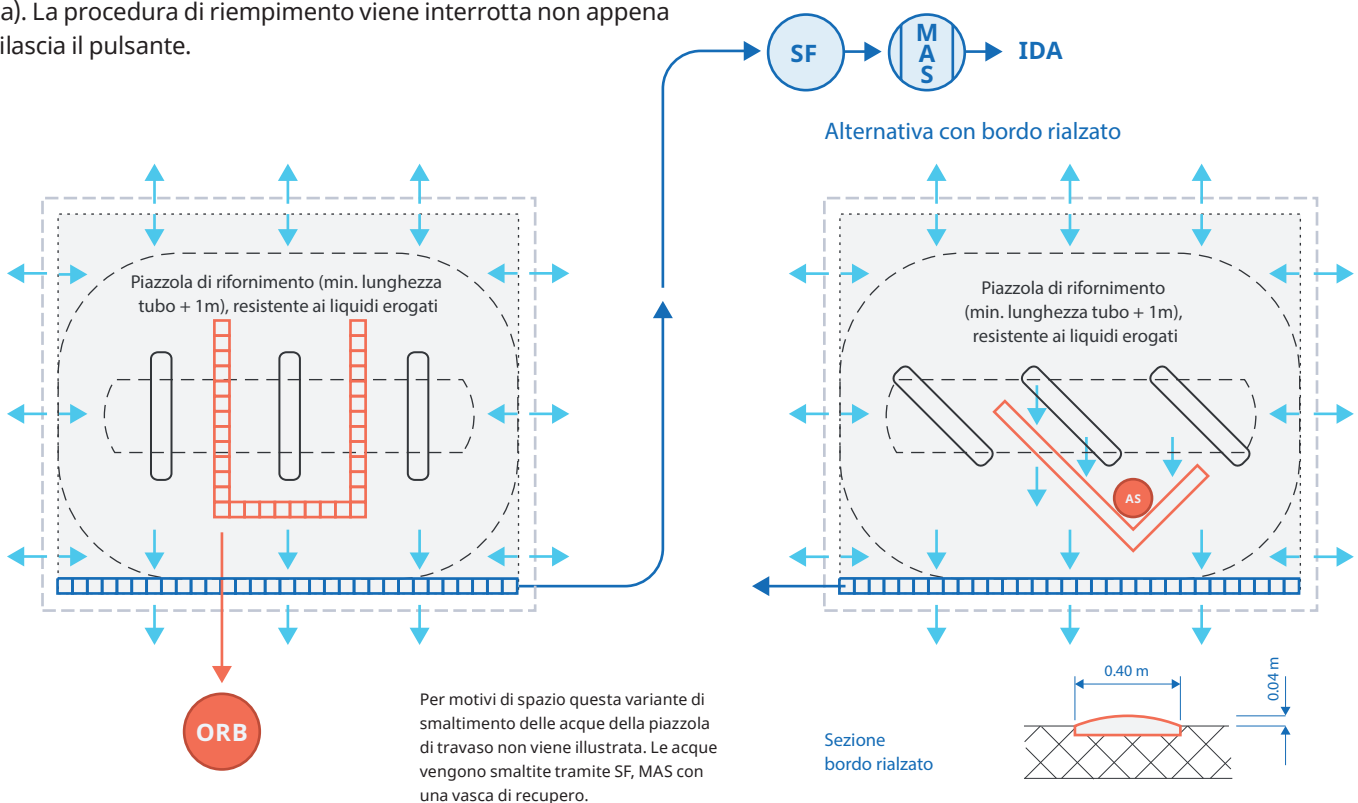 a). La procedura di riempimento viene interrotta non appena
ilascia il pulsante.
SF
MAS
IDA
Alternativa con bordo rialzato
Piazzola di rifornimento (min. lunghezza
tubo + 1m), resistente ai liquidi erogati
Piazzola di rifornimento
(min. lunghezza tubo + 1m),
resistente ai liquidi erogati
AS
ORB
Per motivi di spazio questa variante di
smaltimento delle acque della piazzola
di travaso non viene illustrata. Le acque
vengono smaltite tramite SF, MAS con
una vasca di recupero.
0.40 m
0.04 m
Sezione
bordo rialzato